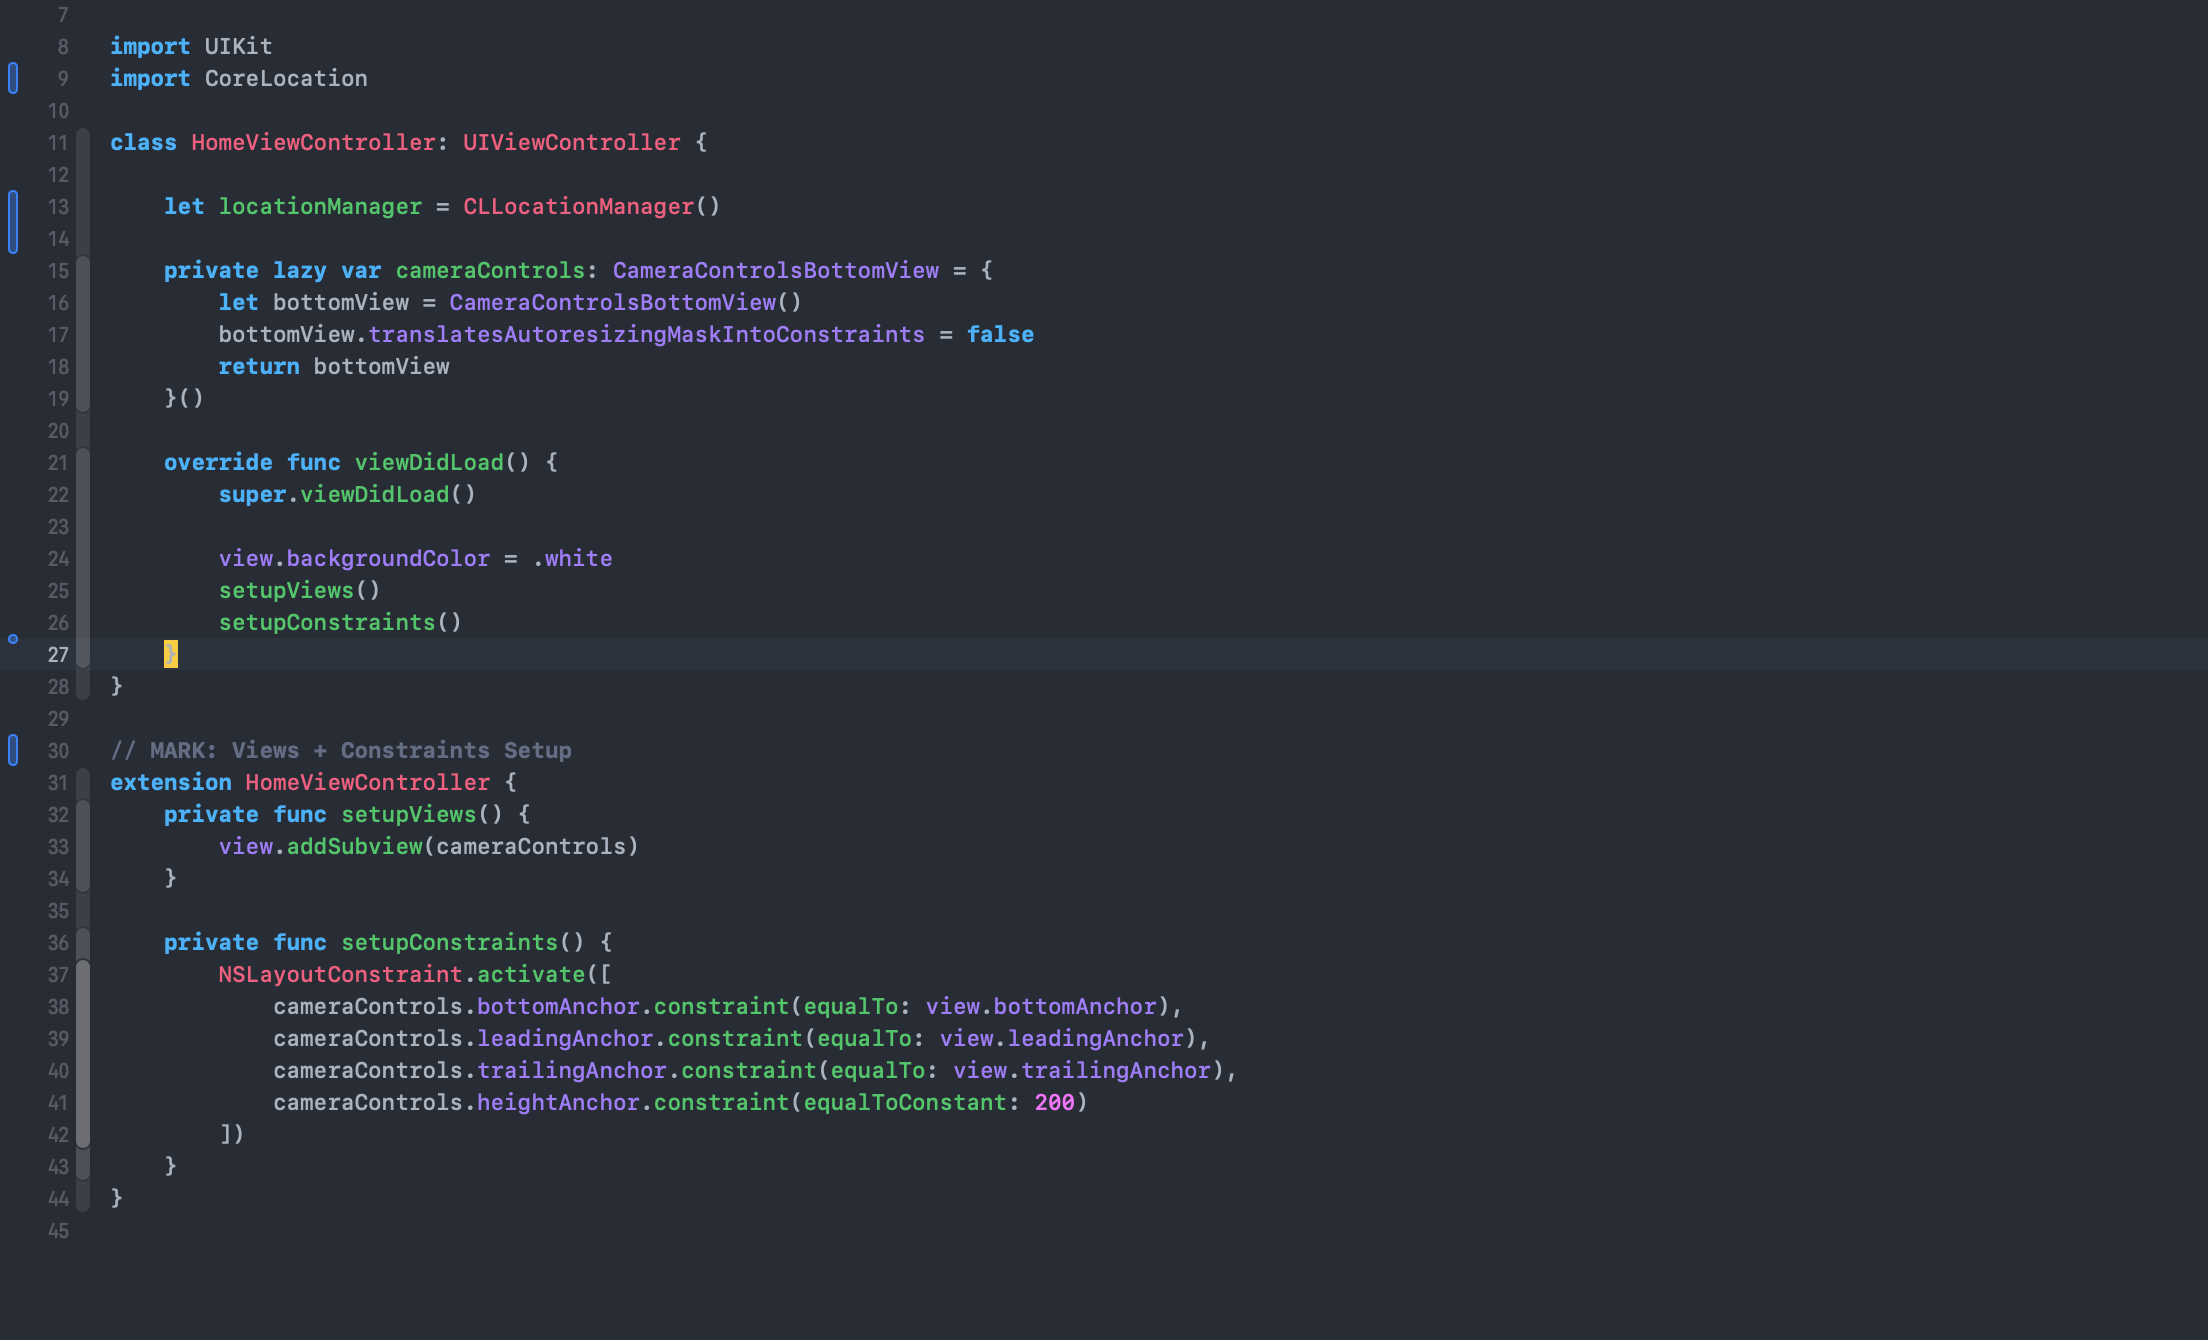 7
8 import UIKit
9 import CoreLocation
10
11 class HomeViewController: UIViewController {
12
13     let locationManager = CLLocationManager()
14
15     private lazy var cameraControls: CameraControlsBottomView = {
16         let bottomView = CameraControlsBottomView()
17         bottomView.translatesAutoresizingMaskIntoConstraints = false
18         return bottomView
19     }()
20
21     override func viewDidLoad() {
22         super.viewDidLoad()
23
24         view.backgroundColor = .white
25         setupViews()
26         setupConstraints()
27     }
28 }
29
30 // MARK: Views + Constraints Setup
31 extension HomeViewController {
32     private func setupViews() {
33         view.addSubview(cameraControls)
34     }
35
36     private func setupConstraints() {
37         NSLayoutConstraint.activate([
38             cameraControls.bottomAnchor.constraint(equalTo: view.bottomAnchor),
39             cameraControls.leadingAnchor.constraint(equalTo: view.leadingAnchor),
40             cameraControls.trailingAnchor.constraint(equalTo: view.trailingAnchor),
41             cameraControls.heightAnchor.constraint(equalToConstant: 200)
42         ])
43     }
44 }
45